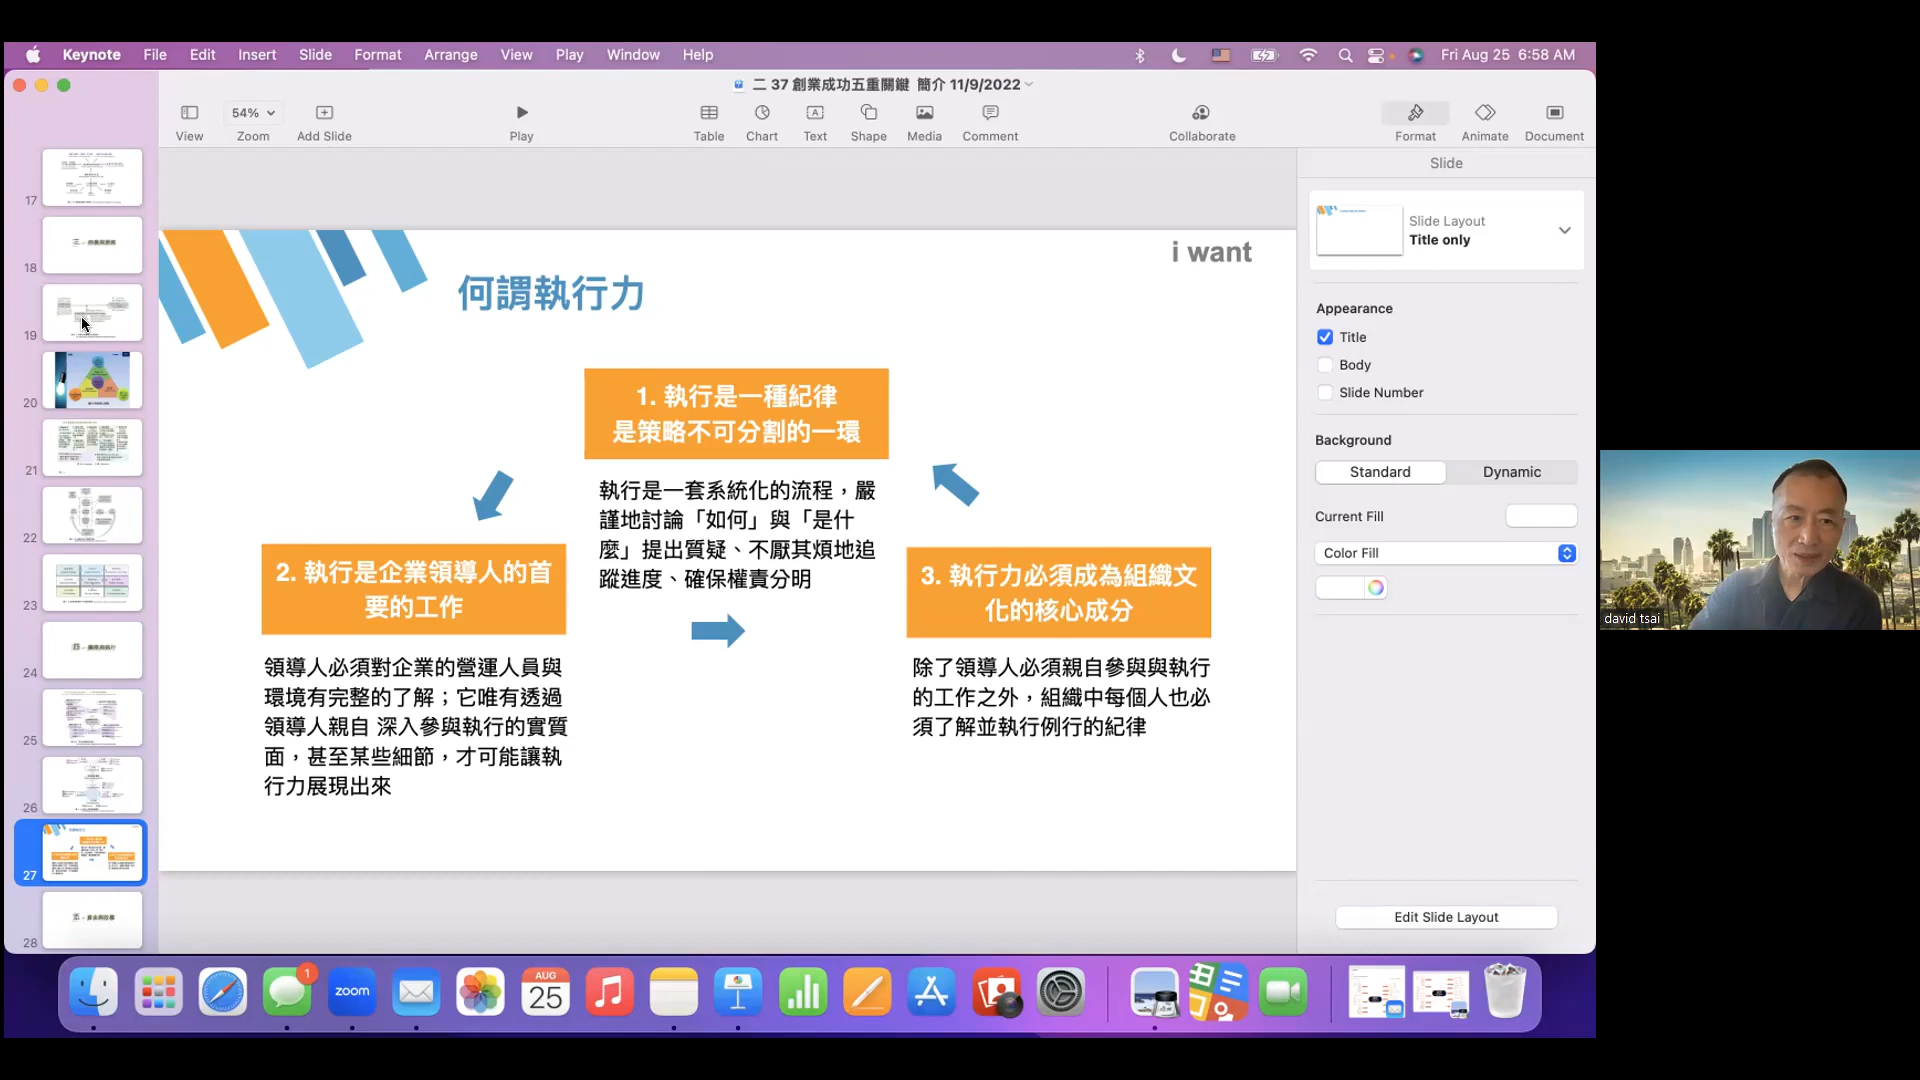 Keynote File Edit Insert Slide Format Arrange View Play Window Help
Fri Aug 25 6:58 AM
二 37 創業成功五重關鍵 簡介 11/9/2022
54%
View Zoom Add Slide Play Table Chart Text Shape Media Comment Collaborate Format Animate Document
17
18
19
20
21
22
23
24
25
26
27
28
i want
何謂執行力
1. 執行是一種紀律
是策略不可分割的一環
執行是一套系統化的流程，嚴
謹地討論「如何」與「是什
麼」提出質疑、不厭其煩地追
蹤進度、確保權責分明
2. 執行是企業領導人的首
要的工作
領導人必須對企業的營運人員與
環境有完整的了解；它唯有透過
領導人親自 深入參與執行的實質
面，甚至某些細節，才可能讓執
行力展現出來
3. 執行力必須成為組織文
化的核心成分
除了領導人必須親自參與與執行
的工作之外，組織中每個人也必
須了解並執行例行的紀律
Slide
Slide Layout
Title only
Appearance
Title
Body
Slide Number
Background
Standard Dynamic
Current Fill
Color Fill
Edit Slide Layout
david tsai
1
zoom
AUG
25